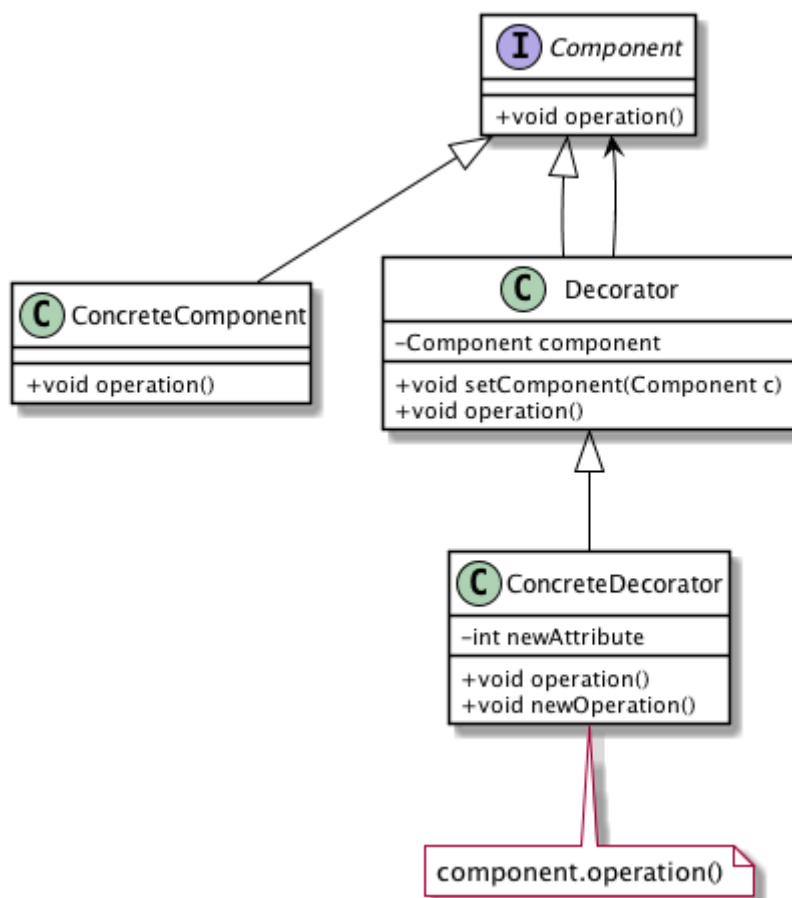 I Component
+void operation()
C ConcreteComponent
+void operation()
C Decorator
-Component component
+void setComponent(Component c)
+void operation()
C ConcreteDecorator
-int newAttribute
+void operation()
+void newOperation()
component.operation()